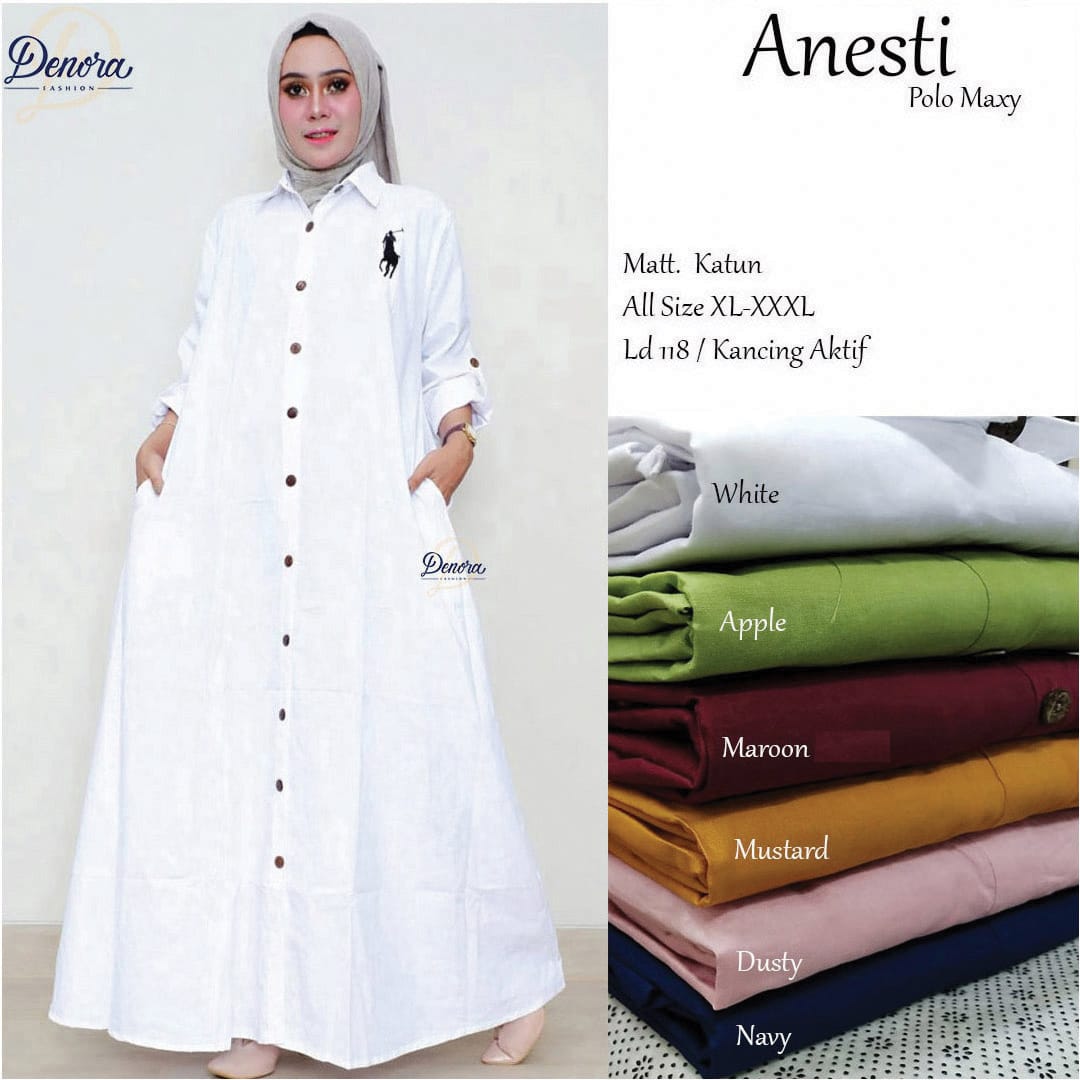 Denora
FASHION
Anesti
Polo Maxy
Matt. Katun
All Size XL-XXXL
Ld 118 / Kancing Aktif
Denora
FASHION
White
Apple
Maroon
Mustard
Dusty
Navy